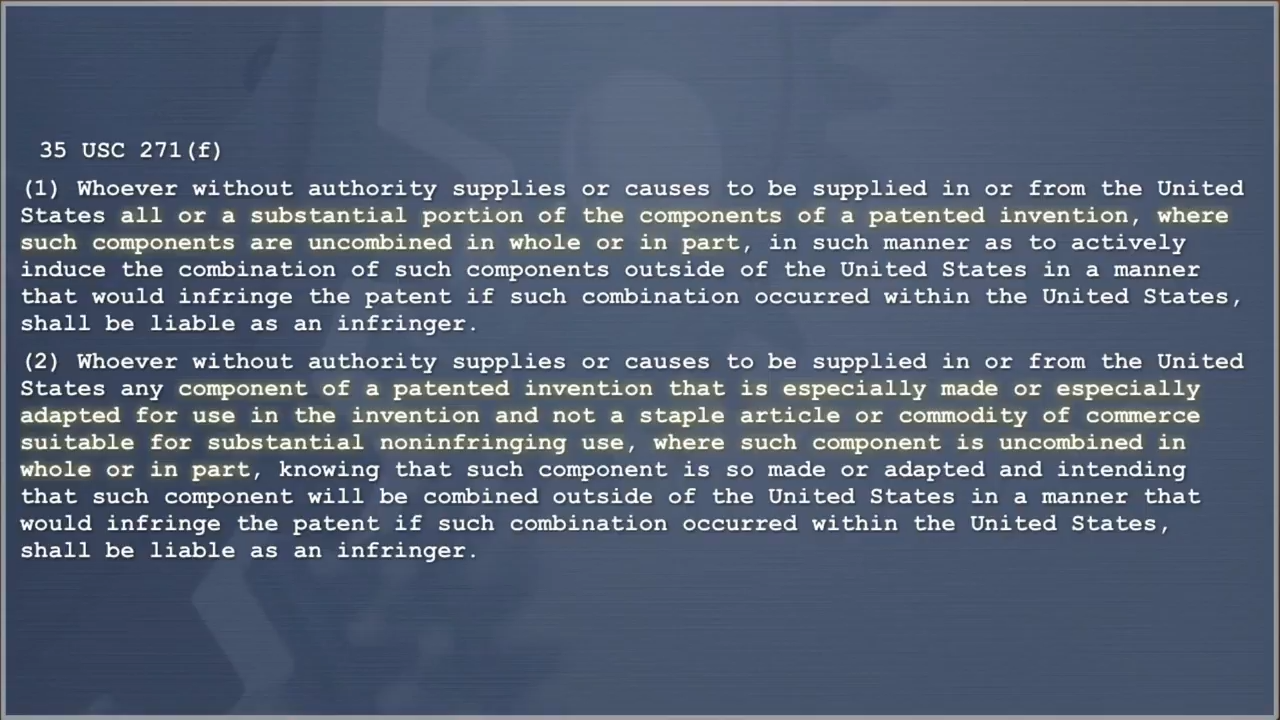 35 USC 271(f)
(1) Whoever without authority supplies or causes to be supplied in or from the United
States all or a substantial portion of the components of a patented invention, where
such components are uncombined in whole or in part, in such manner as to actively
induce the combination of such components outside of the United States in a manner
that would infringe the patent if such combination occurred within the United States,
shall be liable as an infringer.
(2) Whoever without authority supplies or causes to be supplied in or from the United
States any component of a patented invention that is especially made or especially
adapted for use in the invention and not a staple article or commodity of commerce
suitable for substantial noninfringing use, where such component is uncombined in
whole or in part, knowing that such component is so made or adapted and intending
that such component will be combined outside of the United States in a manner that
would infringe the patent if such combination occurred within the United States,
shall be liable as an infringer.